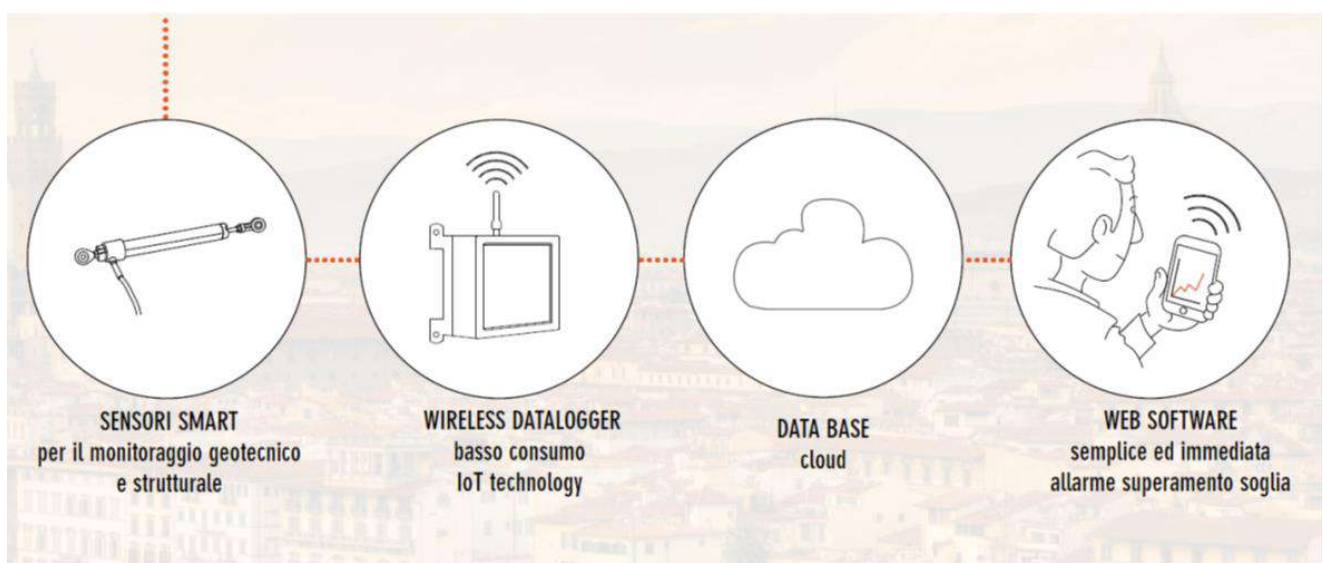 SENSORI SMART
per il monitoraggio geotecnico
e strutturale
WIRELESS DATALOGGER
basso consumo
IoT technology
DATA BASE
cloud
WEB SOFTWARE
semplice ed immediata
allarme superamento soglia